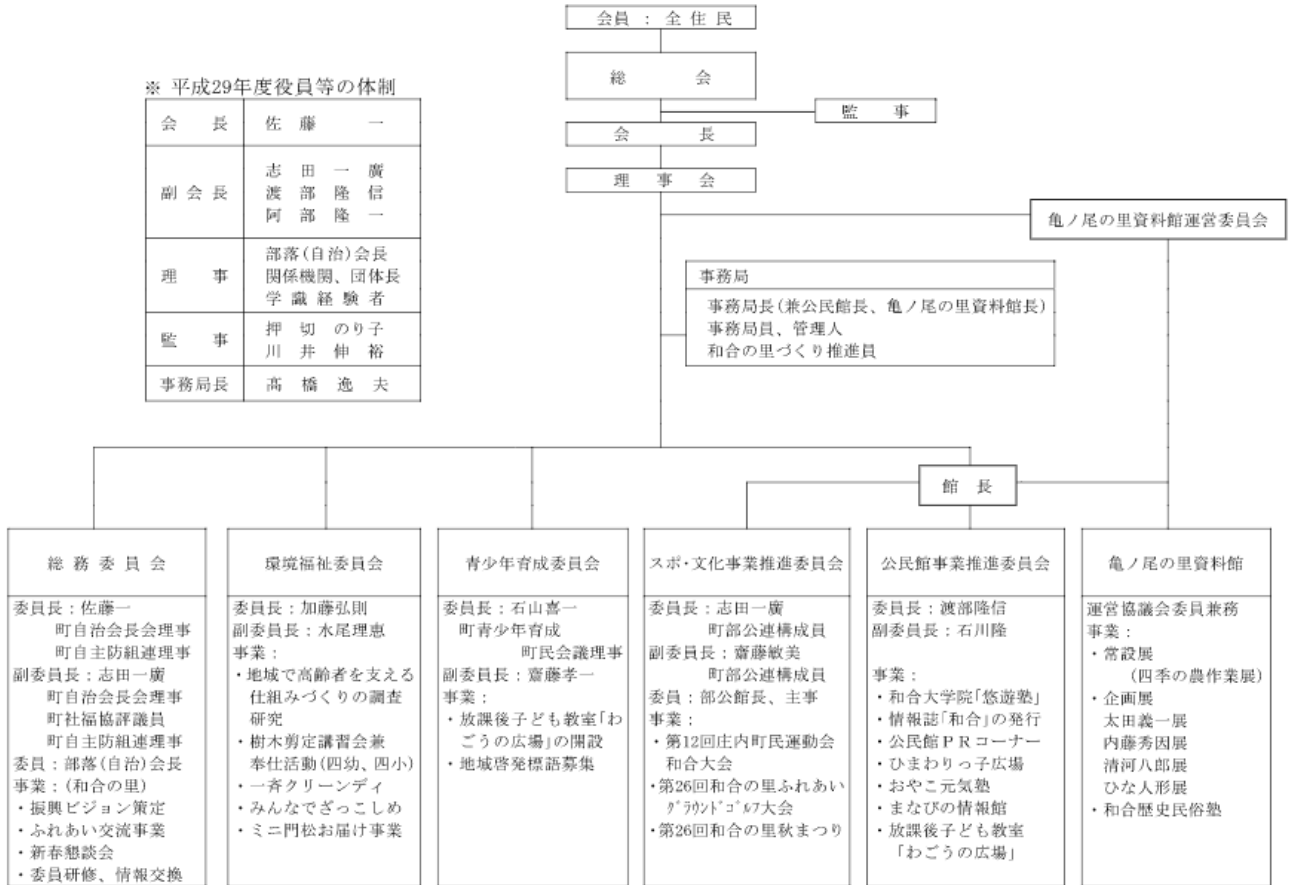 会員：全住民
総会
監事
会長
理事会
※ 平成29年度役員等の体制
会長 佐藤 一
副会長 志田一廣
渡部隆信
阿部隆一
理事 部落(自治)会長
関係機関、団体長
学識経験者
監事 押切 のり子
川井伸裕
事務局長 髙橋逸夫
亀ノ尾の里資料館運営委員会
事務局
事務局長(兼公民館長、亀ノ尾の里資料館長)
事務局員、管理人
和合の里づくり推進員
館長
総務委員会
委員長：佐藤一
町自治会長会理事
町自主防組連理事
副委員長：志田一廣
町自治会長会理事
町社福協評議員
町自主防組連理事
委員：部落(自治)会長
事業：(和合の里)
・振興ビジョン策定
・ふれあい交流事業
・新春懇談会
・委員研修、情報交換
環境福祉委員会
委員長：加藤弘則
副委員長：水尾理恵
事業：
・地域で高齢者を支える
仕組みづくりの調査
研究
・樹木剪定講習会兼
奉仕活動(四幼、四小)
・一斉クリーンディ
・みんなでざっこしめ
・ミニ門松お届け事業
青少年育成委員会
委員長：石山喜一
町青少年育成
町民会議理事
副委員長：齋藤孝一
事業：
・放課後子ども教室「わ
ごうの広場」の開設
・地域啓発標語募集
スポ・文化事業推進委員会
委員長：志田一廣
町部公連構成員
副委員長：齋藤敏美
町部公連構成員
委員：部公館長、主事
事業：
・第12回庄内町民運動会
和合大会
・第26回和合の里ふれあい
グラウンドゴルフ大会
・第26回和合の里秋まつり
公民館事業推進委員会
委員長：渡部隆信
副委員長：石川隆
事業：
・和合大学院「悠遊塾」
・情報誌「和合」の発行
・公民館ＰＲコーナー
・ひまわりっ子広場
・おやこ元気塾
・まなびの情報館
・放課後子ども教室
「わごうの広場」
亀ノ尾の里資料館
運営協議会委員兼務
事業：
・常設展
(四季の農作業展)
・企画展
太田義一展
内藤秀因展
清河八郎展
ひな人形展
・和合歴史民俗塾